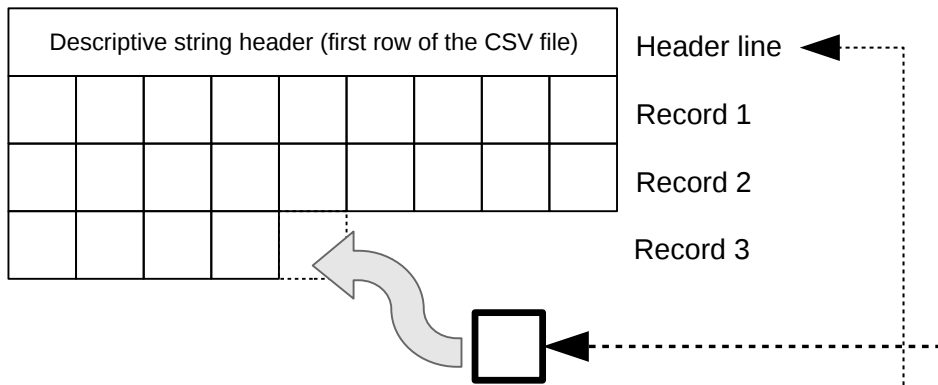 Descriptive string header (first row of the CSV file)
Header line
Record 1
Record 2
Record 3